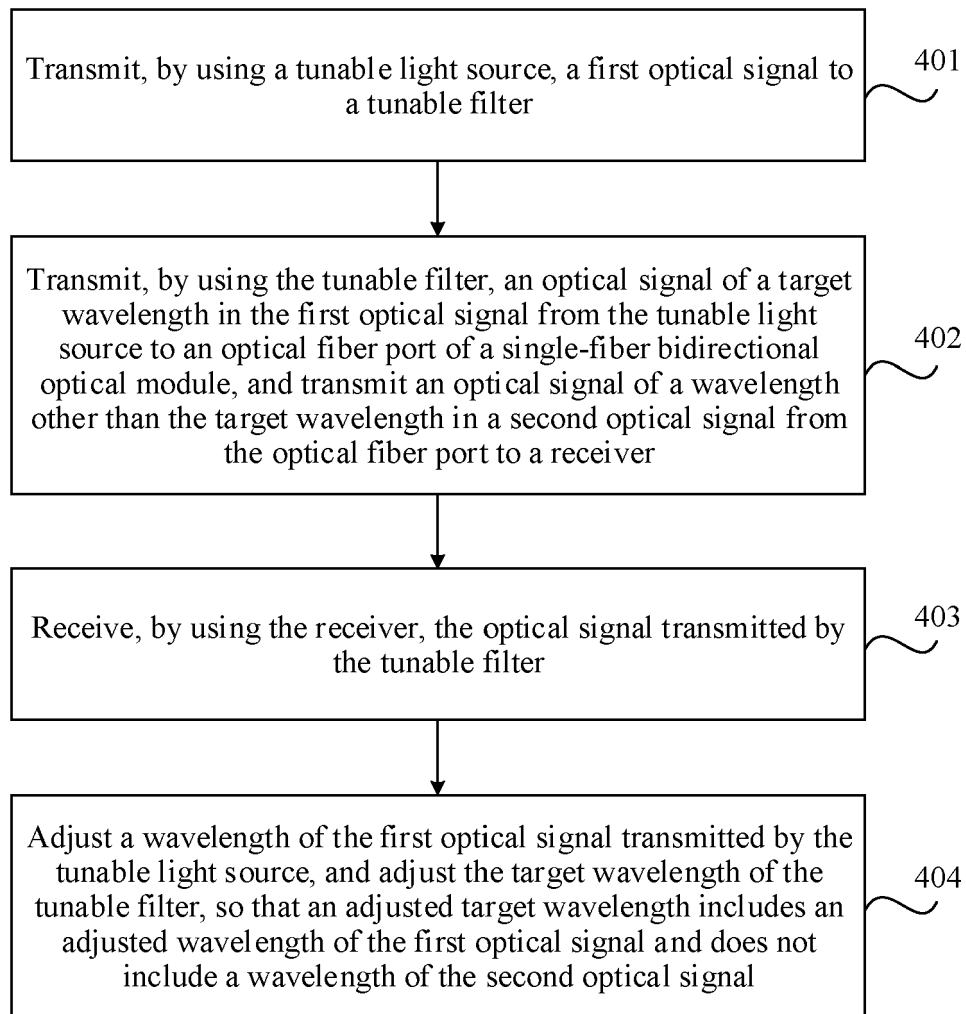 Transmit, by using a tunable light source, a first optical signal to
a tunable filter
401
Transmit, by using the tunable filter, an optical signal of a target
wavelength in the first optical signal from the tunable light
source to an optical fiber port of a single-fiber bidirectional
optical module, and transmit an optical signal of a wavelength
other than the target wavelength in a second optical signal from
the optical fiber port to a receiver
402
Receive, by using the receiver, the optical signal transmitted by
the tunable filter
403
Adjust a wavelength of the first optical signal transmitted by the
tunable light source, and adjust the target wavelength of the
tunable filter, so that an adjusted target wavelength includes an
adjusted wavelength of the first optical signal and does not
include a wavelength of the second optical signal
404